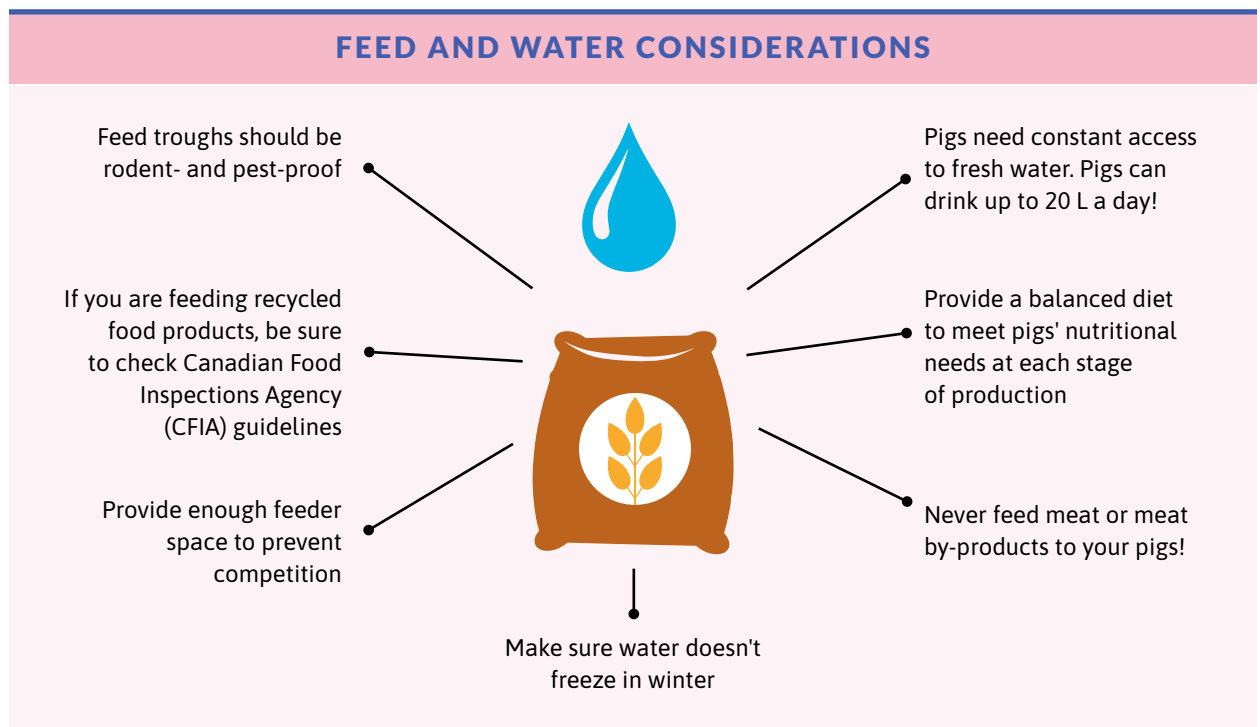 FEED AND WATER CONSIDERATIONS
Feed troughs should be
rodent- and pest-proof
If you are feeding recycled
food products, be sure
to check Canadian Food
Inspections Agency
(CFIA) guidelines
Provide enough feeder
space to prevent
competition
Make sure water doesn't
freeze in winter
Pigs need constant access
to fresh water. Pigs can
drink up to 20 L a day!
Provide a balanced diet
to meet pigs' nutritional
needs at each stage
of production
Never feed meat or meat
by-products to your pigs!